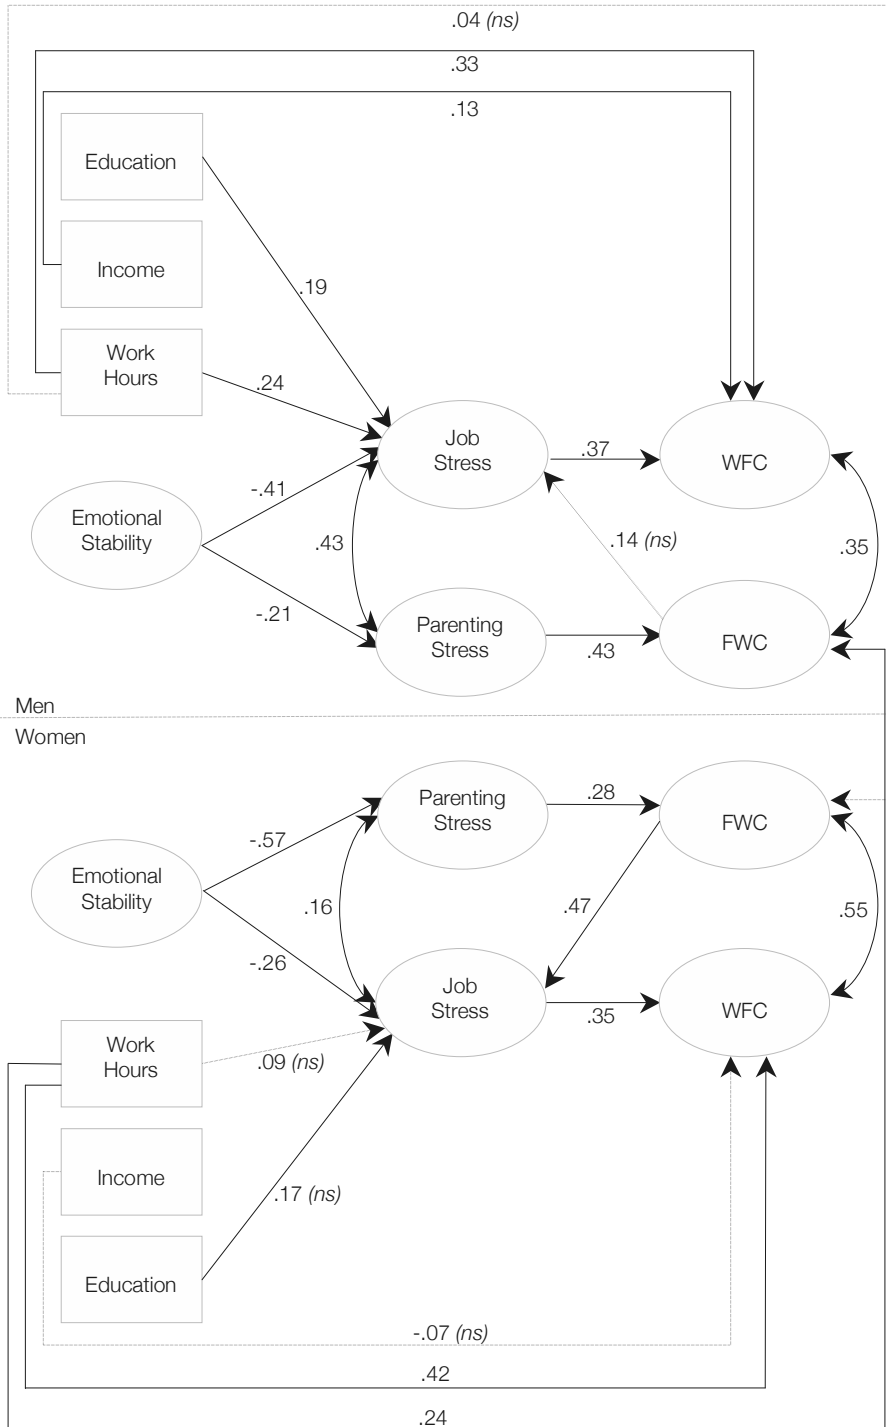 .04 (ns)
.33
.13
Education
Income
.19
Work
Hours
.24
Job
Stress
.37
WFC
-.41
Emotional
Stability
.43
.14 (ns)
.35
-.21
Parenting
Stress
.43
FWC
Men
Women
Parenting
Stress
.28
FWC
-.57
Emotional
Stability
.16
.47
.55
-.26
Job
Stress
.35
WFC
Work
Hours
.09 (ns)
Income
.17 (ns)
Education
-.07 (ns)
.42
.24